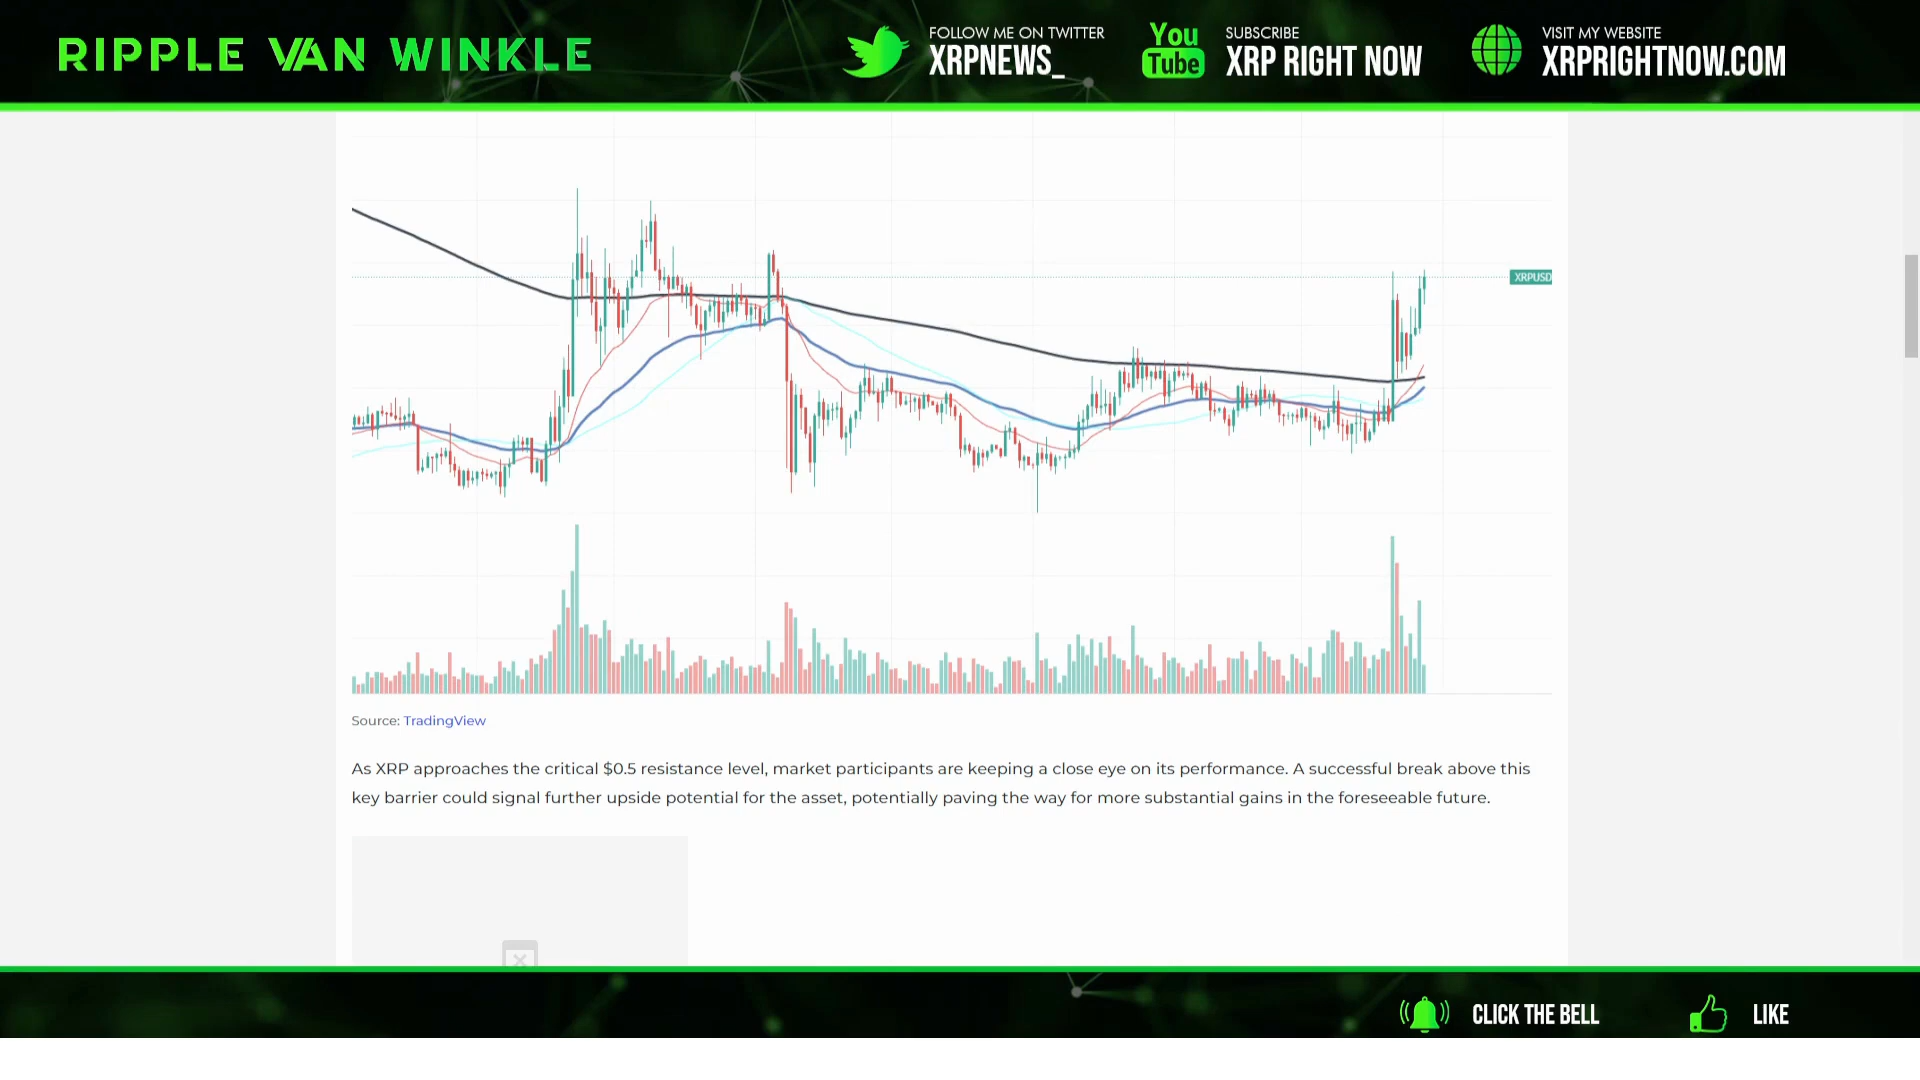 RIPPLE VAN WINKLE
FOLLOW ME ON TWITTER
XRPNEWS_
You
Tube
SUBSCRIBE
XRP RIGHT NOW
VISIT MY WEBSITE
XRPRIGHTNOW.COM
XRPUSD
Source: TradingView
As XRP approaches the critical $0.5 resistance level, market participants are keeping a close eye on its performance. A successful break above this
key barrier could signal further upside potential for the asset, potentially paving the way for more substantial gains in the foreseeable future.
CLICK THE BELL
LIKE